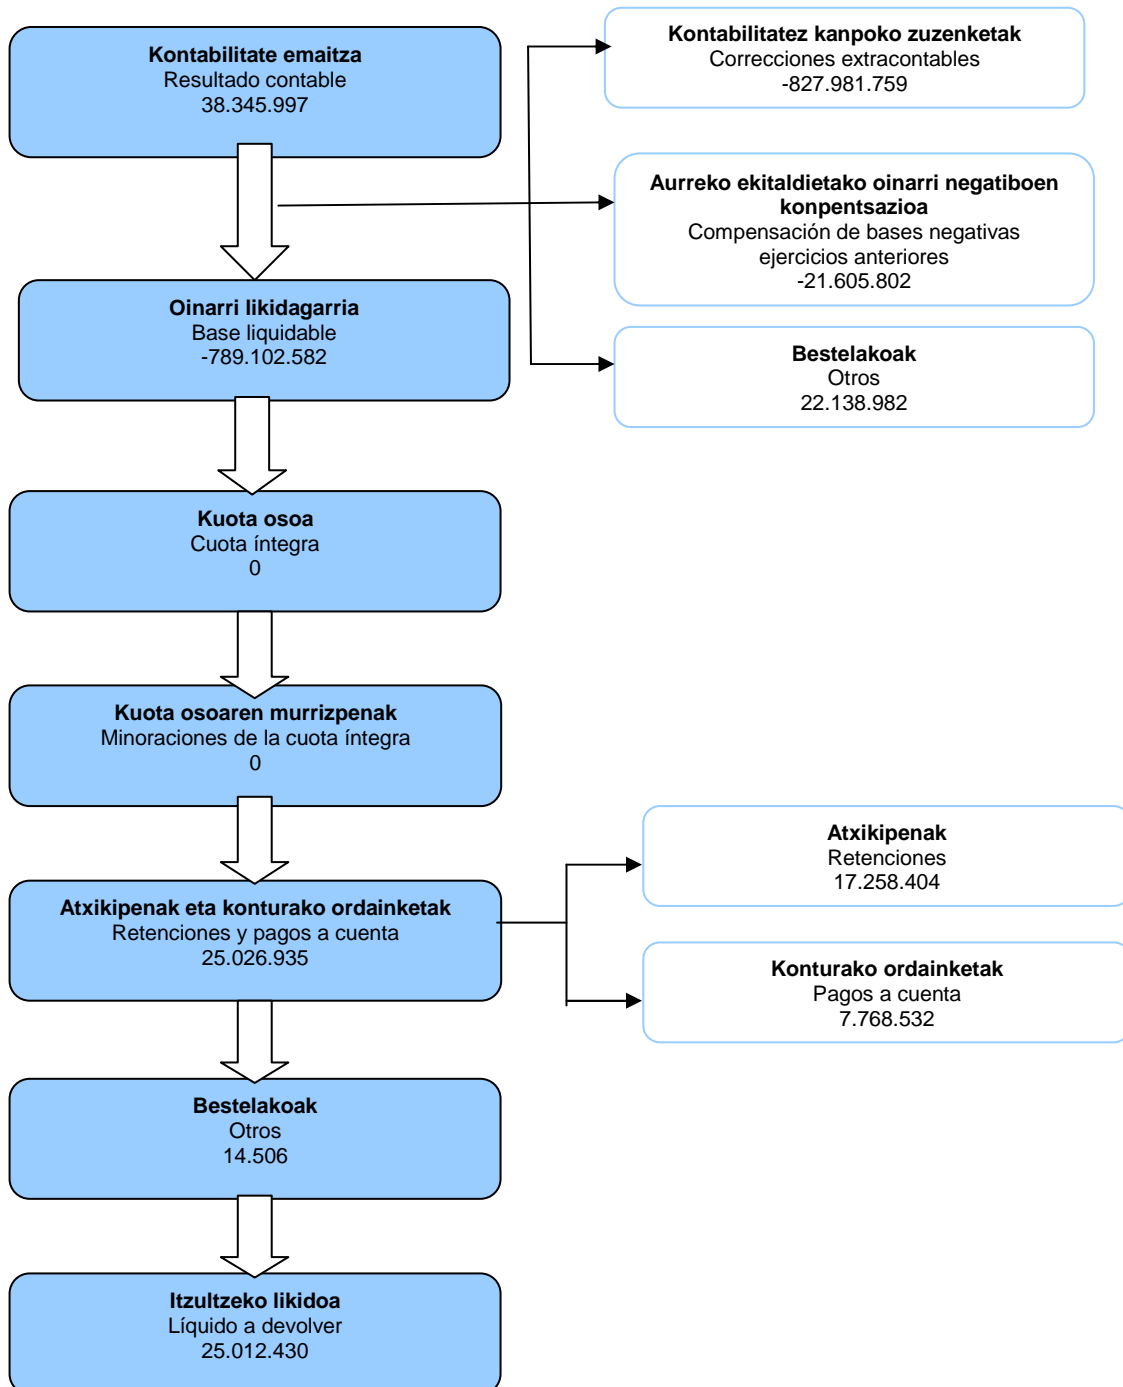 Kontabilitate emaitza
Resultado contable
38.345.997
Kontabilitatez kanpoko zuzenketak
Correcciones extracontables
-827.981.759
Aurreko ekitaldietako oinarri negatiboen
konpentsazioa
Compensación de bases negativas
ejercicios anteriores
-21.605.802
Oinarri likidagarria
Base liquidable
-789.102.582
Bestelakoak
Otros
22.138.982
Kuota osoa
Cuota íntegra
0
Kuota osoaren murrizpenak
Minoraciones de la cuota íntegra
0
Atxikipenak
Retenciones
17.258.404
Atxikipenak eta konturako ordainketak
Retenciones y pagos a cuenta
25.026.935
Konturako ordainketak
Pagos a cuenta
7.768.532
Bestelakoak
Otros
14.506
Itzultzeko likidoa
Líquido a devolver
25.012.430